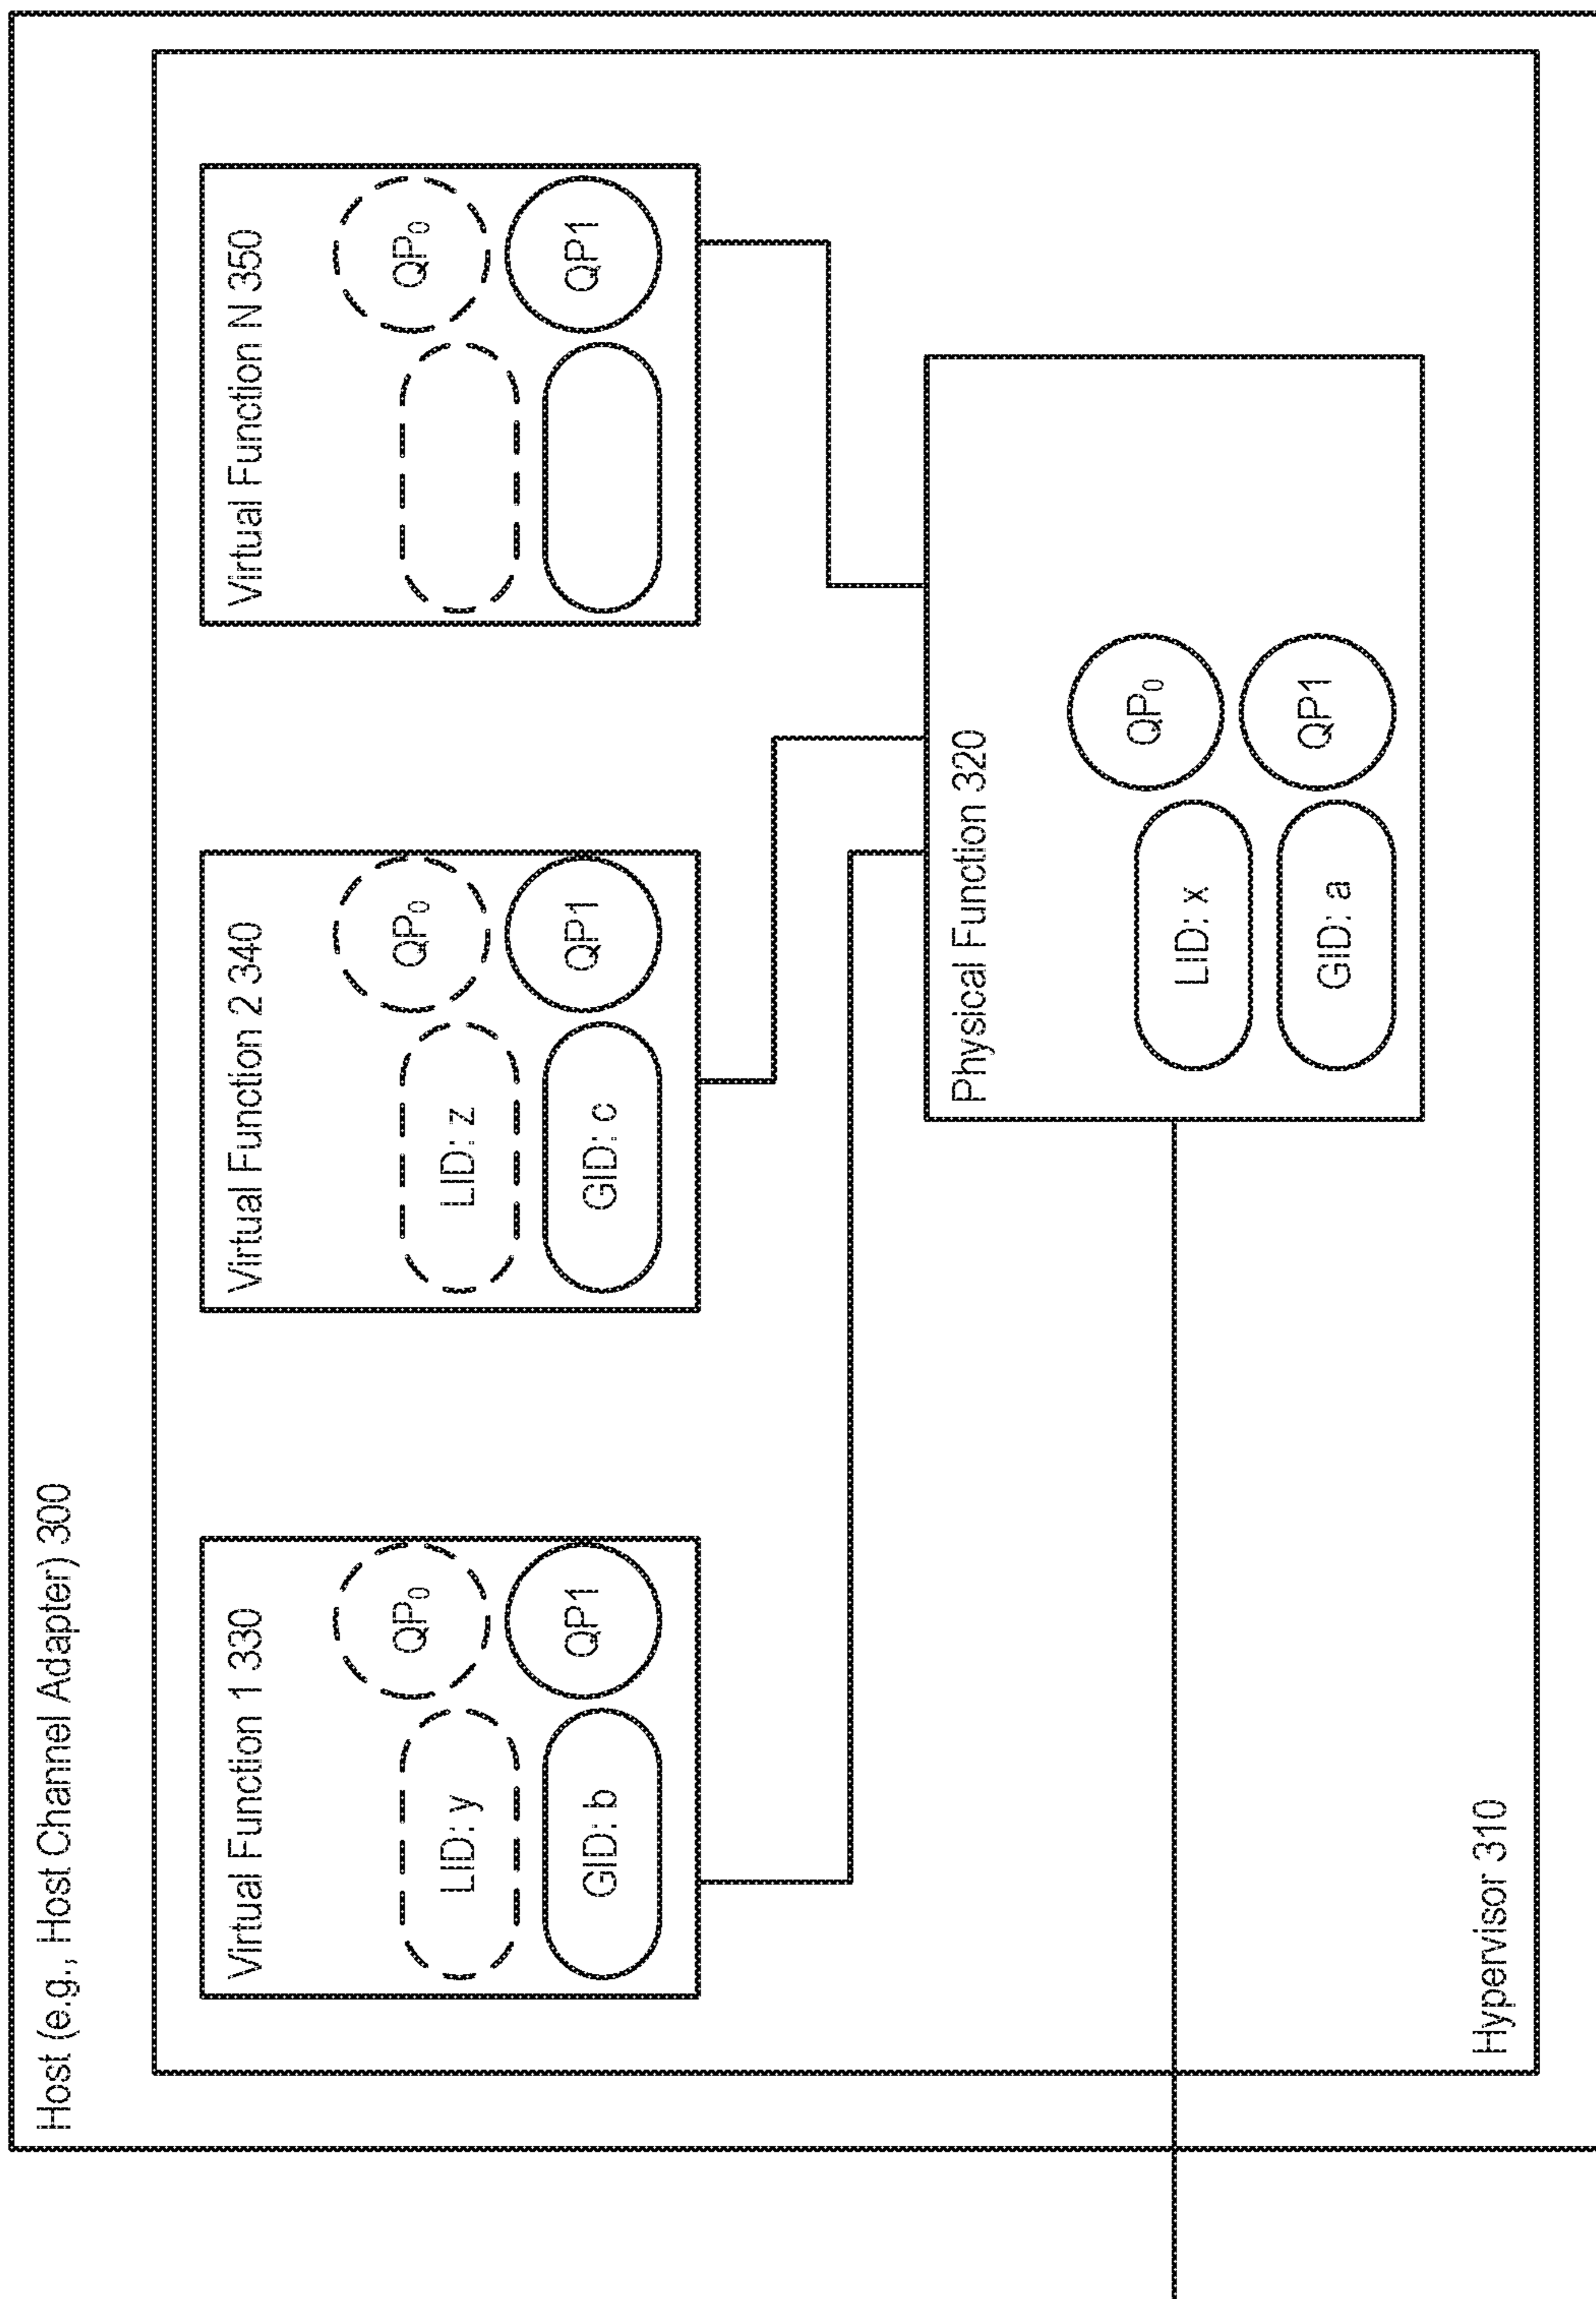 Host (e.g., Host Channel Adapter) 300
Virtual Function 1 330
QP0
LID: y
QP1
GID: b
Virtual Function 2 340
QP0
LID: z
QP1
GID: c
Virtual Function N 350
QP0
QP1
Physical Function 320
QP0
LID: x
QP1
GID: a
Hypervisor 310